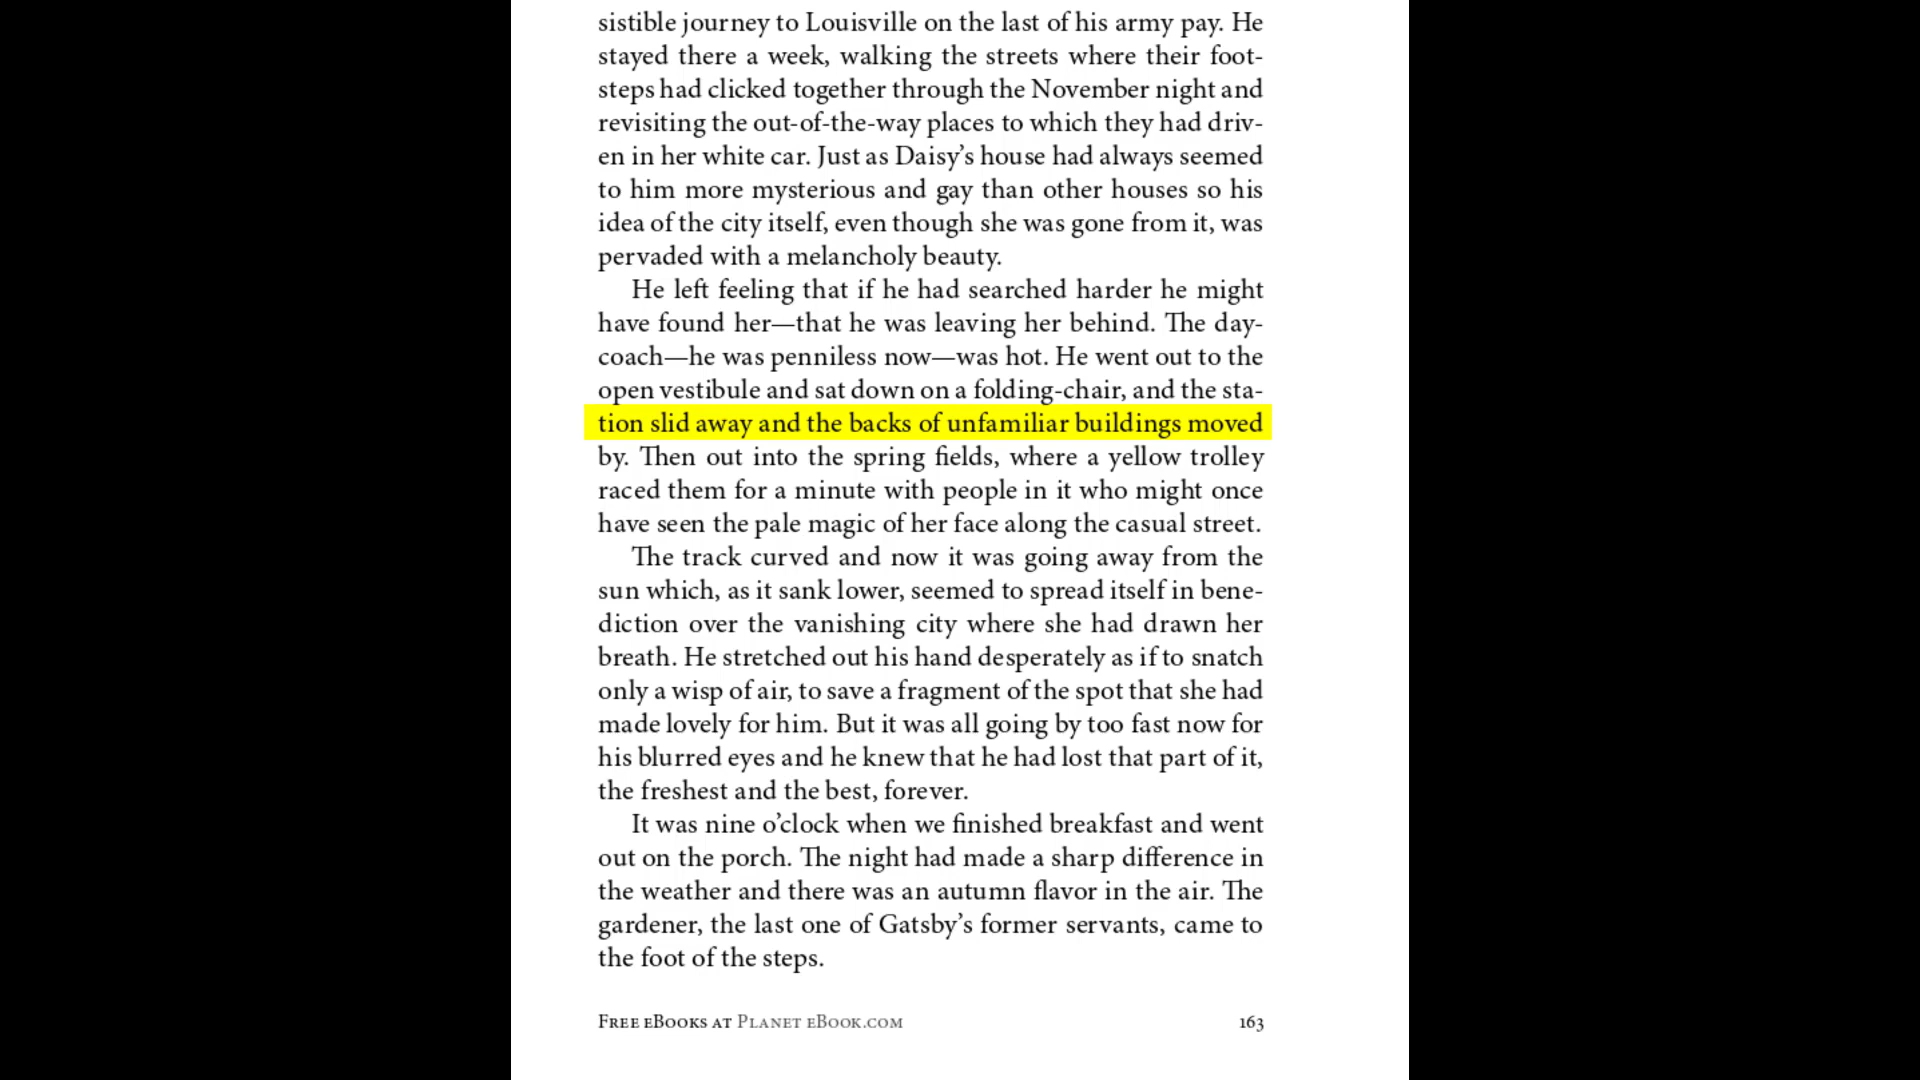 sistible journey to Louisville on the last of his army pay. He
stayed there a week, walking the streets where their foot-
steps had clicked together through the November night and
revisiting the out-of-the-way places to which they had driv-
en in her white car. Just as Daisy’s house had always seemed
to him more mysterious and gay than other houses so his
idea of the city itself, even though she was gone from it, was
pervaded with a melancholy beauty.
He left feeling that if he had searched harder he might
have found her—that he was leaving her behind. The day-
coach—he was penniless now—was hot. He went out to the
open vestibule and sat down on a folding-chair, and the sta-
tion slid away and the backs of unfamiliar buildings moved
by. Then out into the spring fields, where a yellow trolley
raced them for a minute with people in it who might once
have seen the pale magic of her face along the casual street.
The track curved and now it was going away from the
sun which, as it sank lower, seemed to spread itself in bene-
diction over the vanishing city where she had drawn her
breath. He stretched out his hand desperately as if to snatch
only a wisp of air, to save a fragment of the spot that she had
made lovely for him. But it was all going by too fast now for
his blurred eyes and he knew that he had lost that part of it,
the freshest and the best, forever.
It was nine o’clock when we finished breakfast and went
out on the porch. The night had made a sharp difference in
the weather and there was an autumn flavor in the air. The
gardener, the last one of Gatsby’s former servants, came to
the foot of the steps.
Free eBooks at Planet eBook.com 163